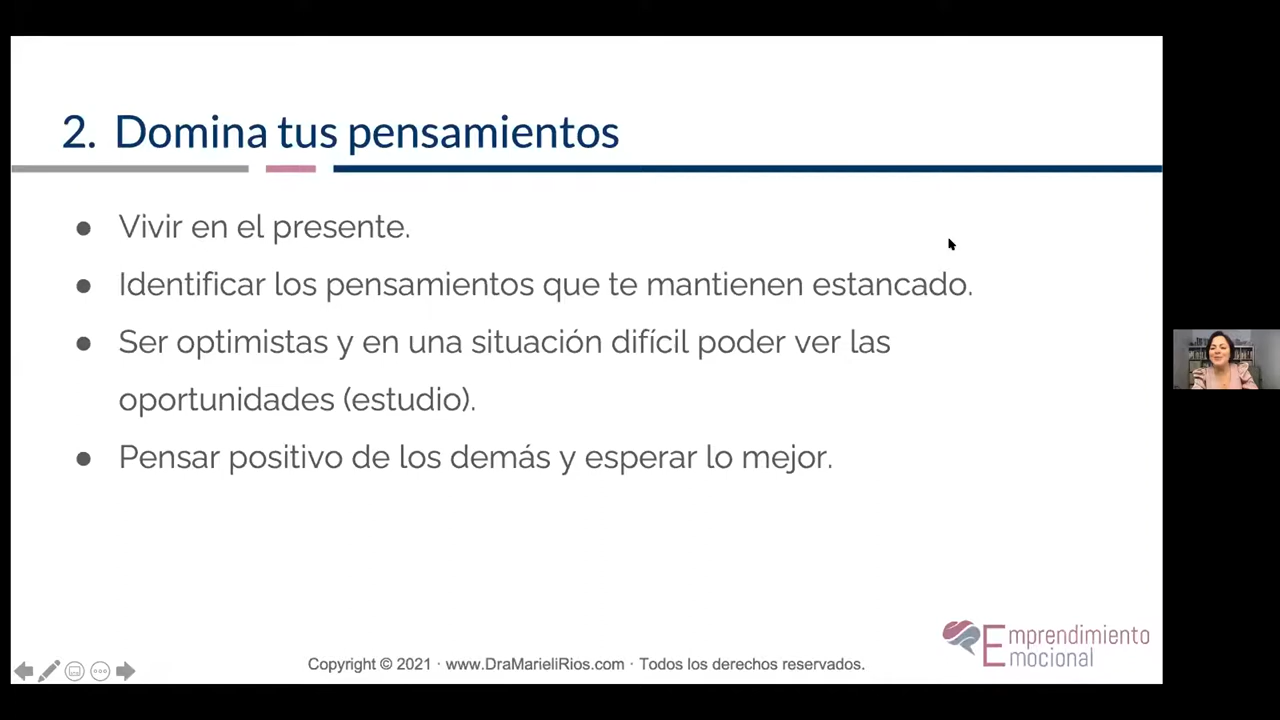 2. Domina tus pensamientos
● Vivir en el presente.
● Identificar los pensamientos que te mantienen estancado.
● Ser optimistas y en una situación difícil poder ver las
oportunidades (estudio).
● Pensar positivo de los demás y esperar lo mejor.
Copyright © 2021 · www.DraMarieliRios.com · Todos los derechos reservados.
Emprendimiento
Emocional